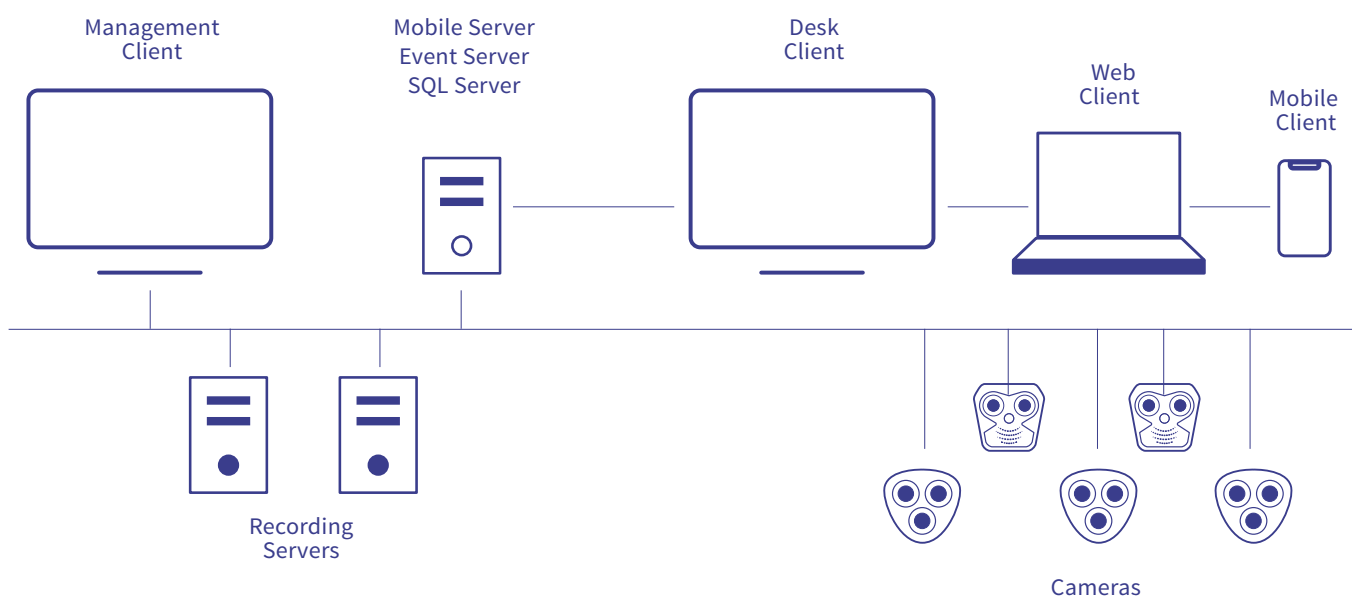 Management
Client
Mobile Server
Event Server
SQL Server
Desk
Client
Web
Client
Mobile
Client
Recording
Servers
Cameras